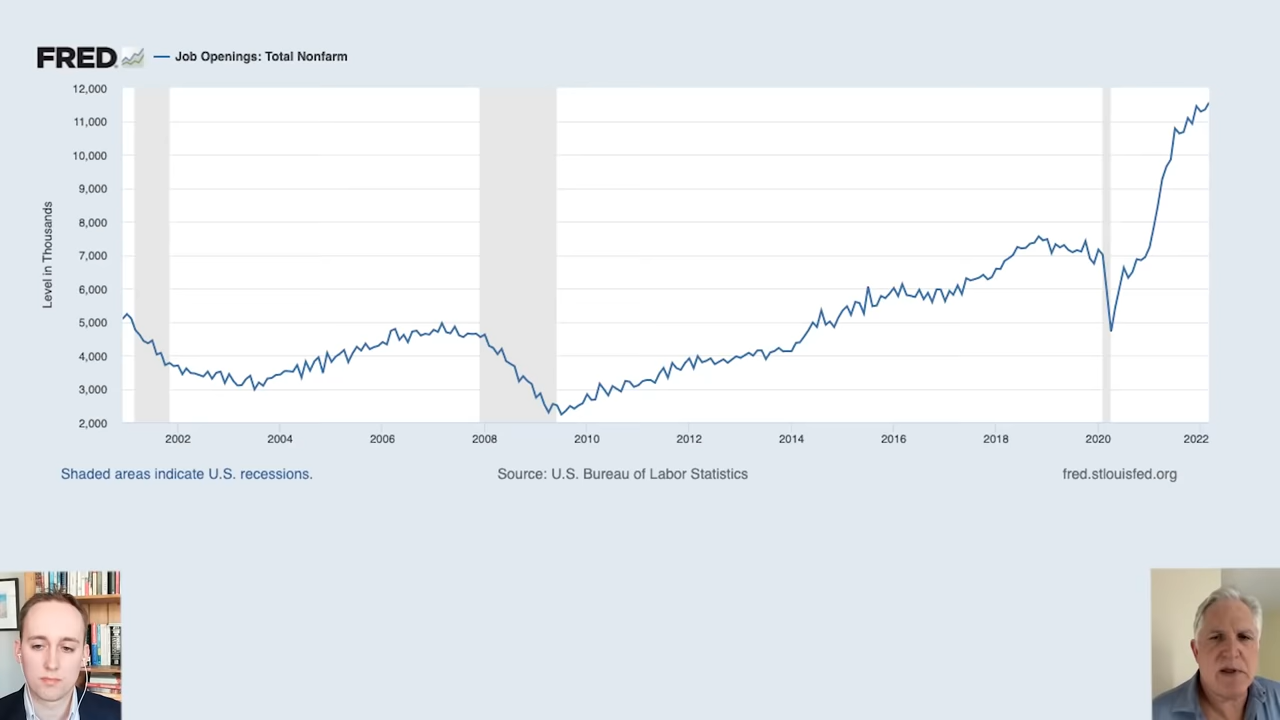 FRED
Job Openings: Total Nonfarm
12,000
11,000
10,000
9,000
8,000
7,000
6,000
5,000
4,000
3,000
2,000
Level in Thousands
2002 2004 2006 2008 2010 2012 2014 2016 2018 2020 2022
Shaded areas indicate U.S. recessions. Source: U.S. Bureau of Labor Statistics fred.stlouisfed.org